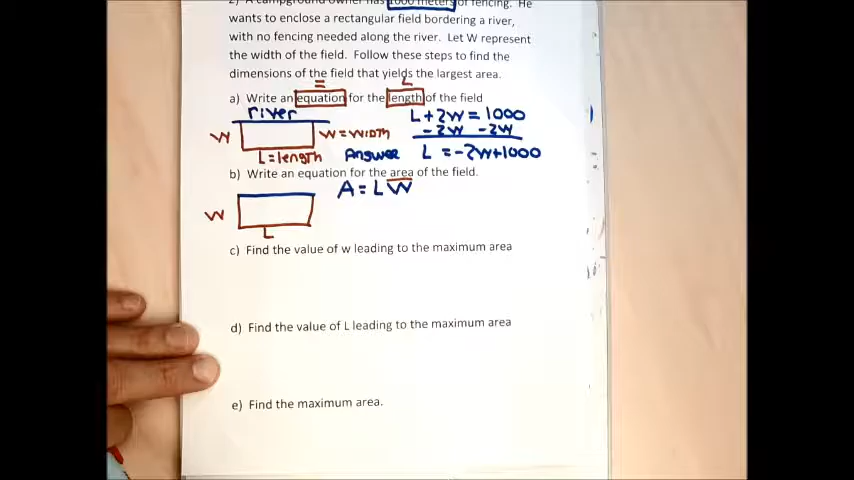 2) A campground owner has 1000 meters of fencing. He
wants to enclose a rectangular field bordering a river,
with no fencing needed along the river. Let W represent
the width of the field. Follow these steps to find the
dimensions of the field that yields the largest area.
= L
a) Write an equation for the length of the field
river L + 2W = 1000
W W = WIDTH -2W -2W
L = length Answer L = -2W+1000
b) Write an equation for the area of the field.
A = LW
W
L
c) Find the value of w leading to the maximum area
d) Find the value of L leading to the maximum area
e) Find the maximum area.